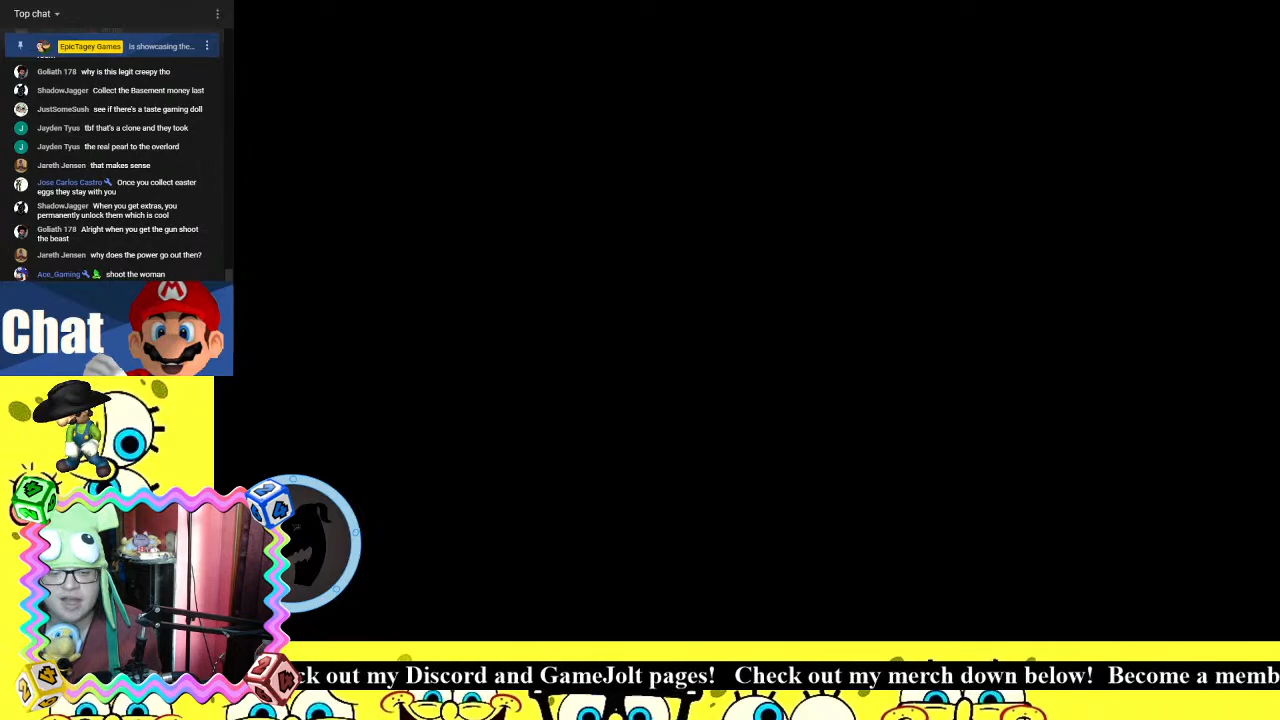 Top chat
EpicTagey Games is showcasing the...
Goliath 178 why is this legit creepy tho
ShadowJagger Collect the Basement money last
JustSomeSush see if there's a taste gaming doll
Jayden Tyus tbf that's a clone and they took
Jayden Tyus the real pearl to the overlord
Jareth Jensen that makes sense
Jose Carlos Castro Once you collect easter
eggs they stay with you
ShadowJagger When you get extras, you
permanently unlock them which is cool
Goliath 178 Alright when you get the gun shoot
the beast
Jareth Jensen why does the power go out then?
Ace_Gaming shoot the woman
Chat
ck out my Discord and GameJolt pages! Check out my merch down below! Become a memb